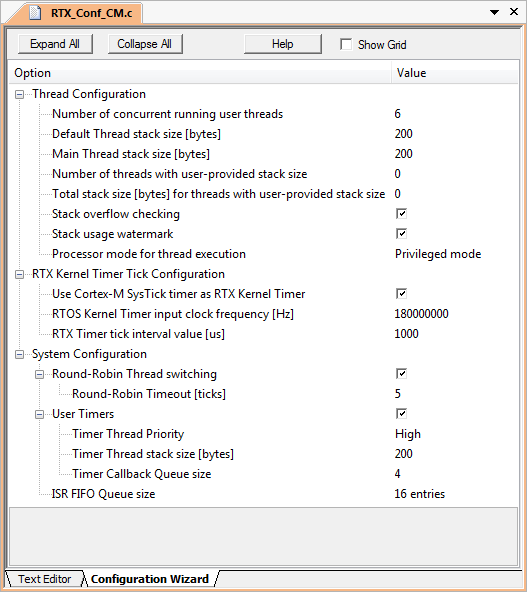 RTX_Conf_CM.c
Expand All Collapse All Help Show Grid
Option Value
Thread Configuration
Number of concurrent running user threads 6
Default Thread stack size [bytes] 200
Main Thread stack size [bytes] 200
Number of threads with user-provided stack size 0
Total stack size [bytes] for threads with user-provided stack size 0
Stack overflow checking
Stack usage watermark
Processor mode for thread execution Privileged mode
RTX Kernel Timer Tick Configuration
Use Cortex-M SysTick timer as RTX Kernel Timer
RTOS Kernel Timer input clock frequency [Hz] 180000000
RTX Timer tick interval value [us] 1000
System Configuration
Round-Robin Thread switching
Round-Robin Timeout [ticks] 5
User Timers
Timer Thread Priority High
Timer Thread stack size [bytes] 200
Timer Callback Queue size 4
ISR FIFO Queue size 16 entries
Text Editor Configuration Wizard